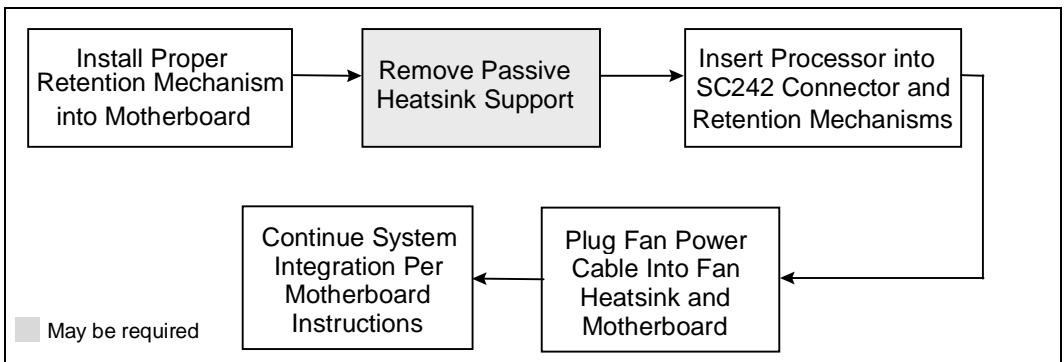 Install Proper
Retention Mechanism
into Motherboard
Remove Passive
Heatsink Support
Insert Processor into
SC242 Connector and
Retention Mechanisms
Plug Fan Power
Cable Into Fan
Heatsink and
Motherboard
Continue System
Integration Per
Motherboard
Instructions
May be required